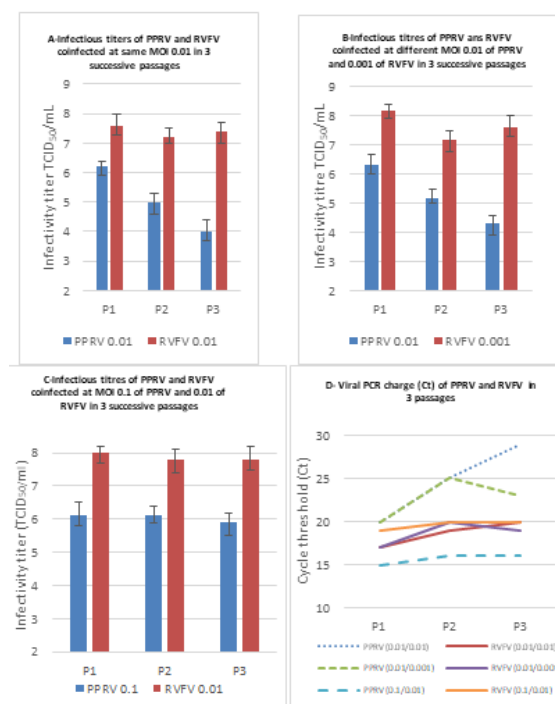 A-Infectious titers of PPRV and RVFV
coinfected at same MOI 0.01 in 3
successive passages
Infectivity titer TCID50/mL
9
8
7
6
5
4
3
2
P1 P2 P3
PPRV 0.01 RVFV 0.01
B-Infectious titres of PPRV ans RVFV
coinfected at different MOI 0.01 of PPRV
and 0.001 of RVFV in 3 successive passages
Infectivity titre TCID50/mL
9
8
7
6
5
4
3
2
P1 P2 P3
PPRV 0.01 RVFV 0.001
C-Infectious titres of PPRV and RVFV
coinfected at MOI 0.1 of PPRV and 0.01 of
RVFV in 3 successive passages
Infectivity titer (TCID50/ml)
8
7
6
5
4
3
2
P1 P2 P3
PPRV 0.1 RVFV 0.01
D- Viral PCR charge (Ct) of PPRV and RVFV in
3 passages
Cycle threshold (Ct)
30
25
20
15
10
P1 P2 P3
PPRV(0.01/0.01) RVFV(0.01/0.01)
PPRV(0.01/0.001) RVFV(0.01/0.00
PPRV(0.1/0.01) RVFV(0.1/0.01)